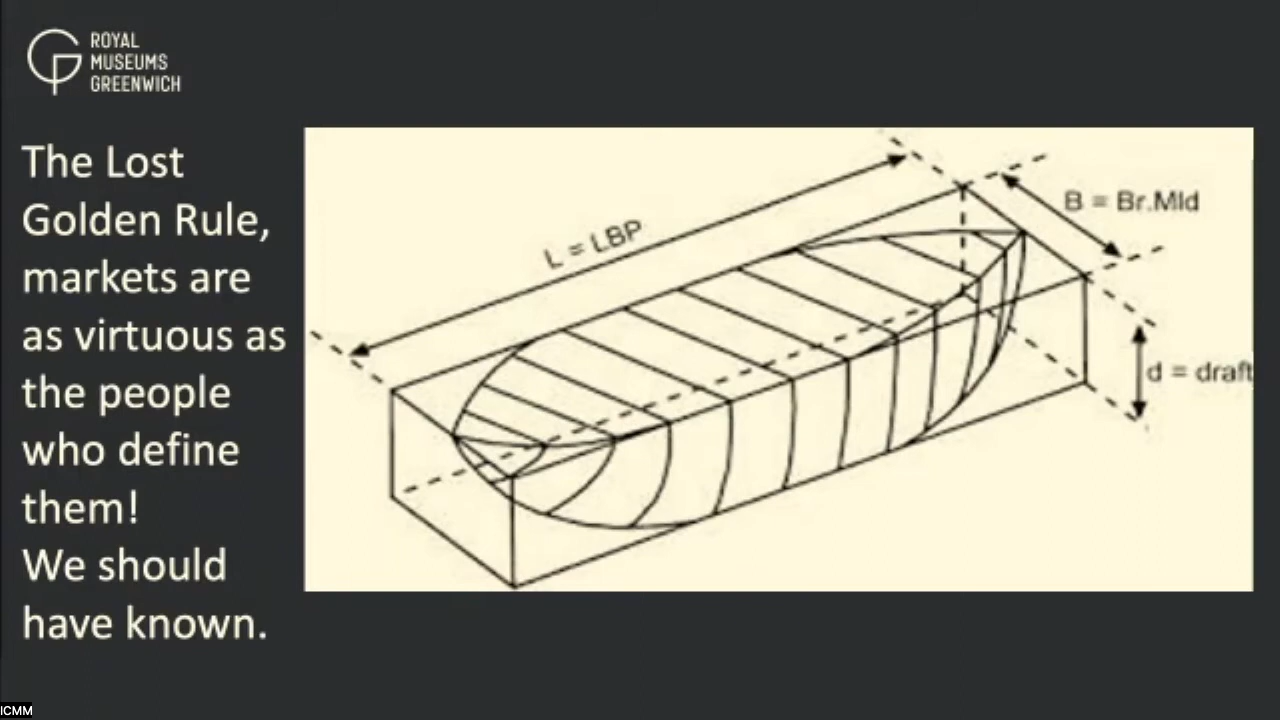 ROYAL
MUSEUMS
GREENWICH
The Lost
Golden Rule,
markets are
as virtuous as
the people
who define
them!
We should
have known.
L = LBP
B = Br.Mld
d = draft
ICMM